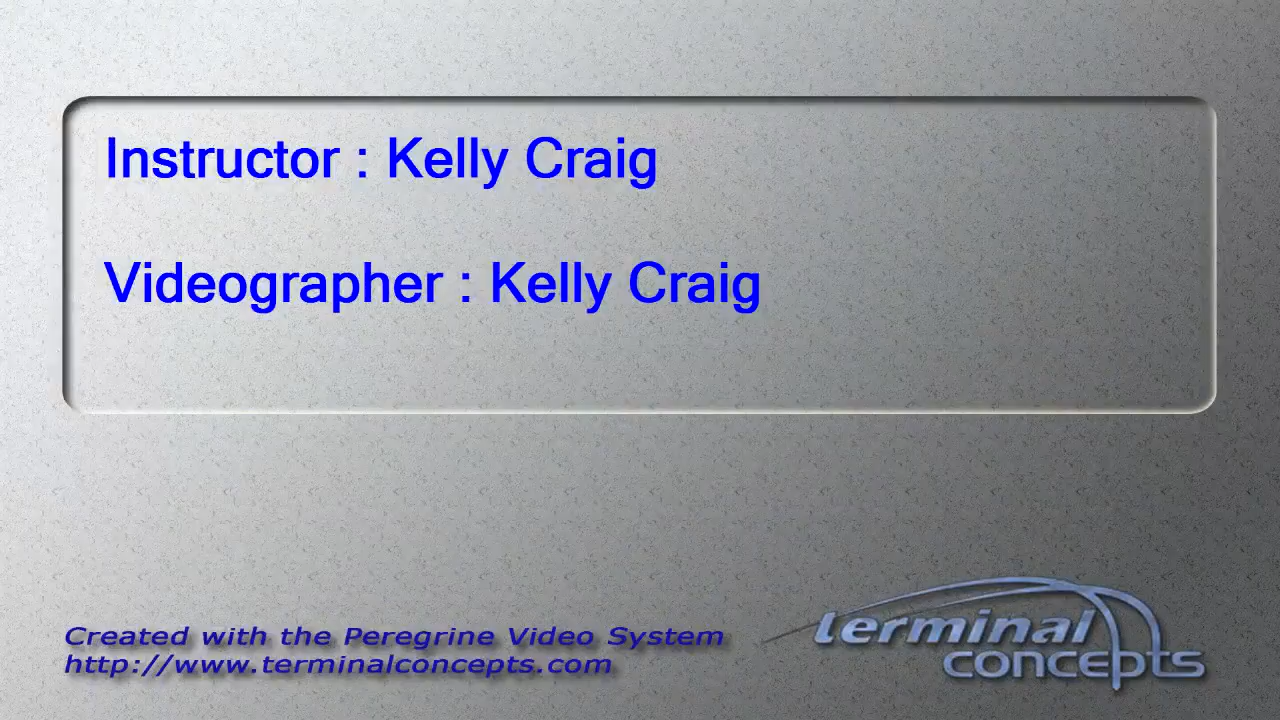 Instructor : Kelly Craig
Videographer : Kelly Craig
Created with the Peregrine Video System
http://www.terminalconcepts.com
terminal
concepts